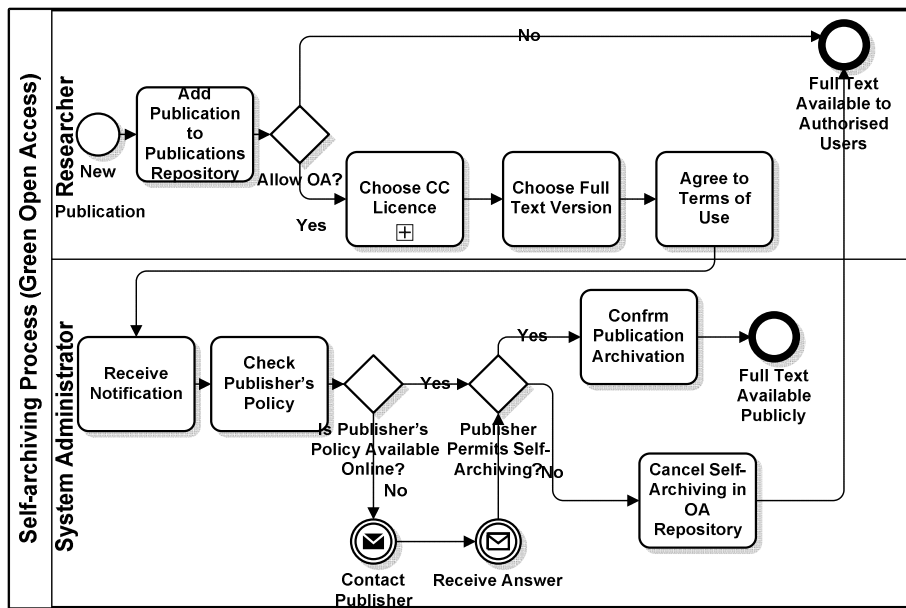 Self-archiving Process (Green Open Access)
Researcher
New
Publication
Add
Publication
to
Publications
Repository
Allow OA?
No
Yes
Choose CC
Licence
Choose Full
Text Version
Agree to
Terms of
Use
Full Text
Available to
Authorised
Users
System Administrator
Receive
Notification
Check
Publisher's
Policy
Is Publisher's
Policy Available
Online?
Yes
No
Contact
Publisher
Receive Answer
Publisher
Permits Self-
Archiving?
Yes
No
Confrm
Publication
Archivation
Full Text
Available
Publicly
Cancel Self-
Archiving in
OA
Repository